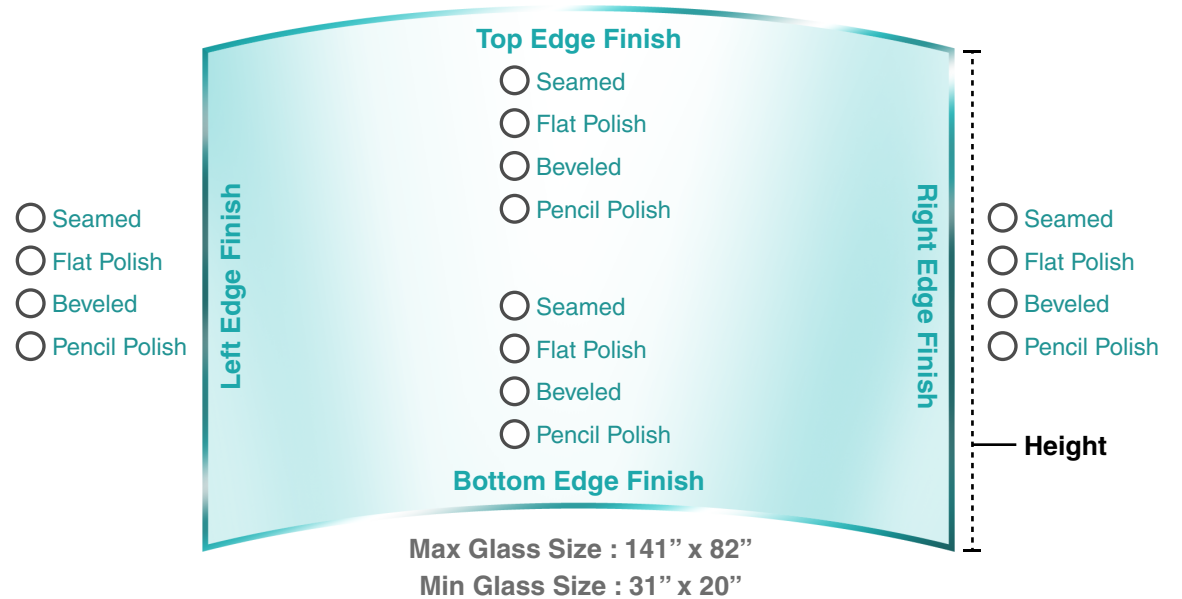 Top Edge Finish
Seamed
Flat Polish
Beveled
Pencil Polish
Left Edge Finish
Seamed
Flat Polish
Beveled
Pencil Polish
Right Edge Finish
Seamed
Flat Polish
Beveled
Pencil Polish
Height
Seamed
Flat Polish
Beveled
Pencil Polish
Bottom Edge Finish
Max Glass Size : 141” x 82”
Min Glass Size : 31” x 20”